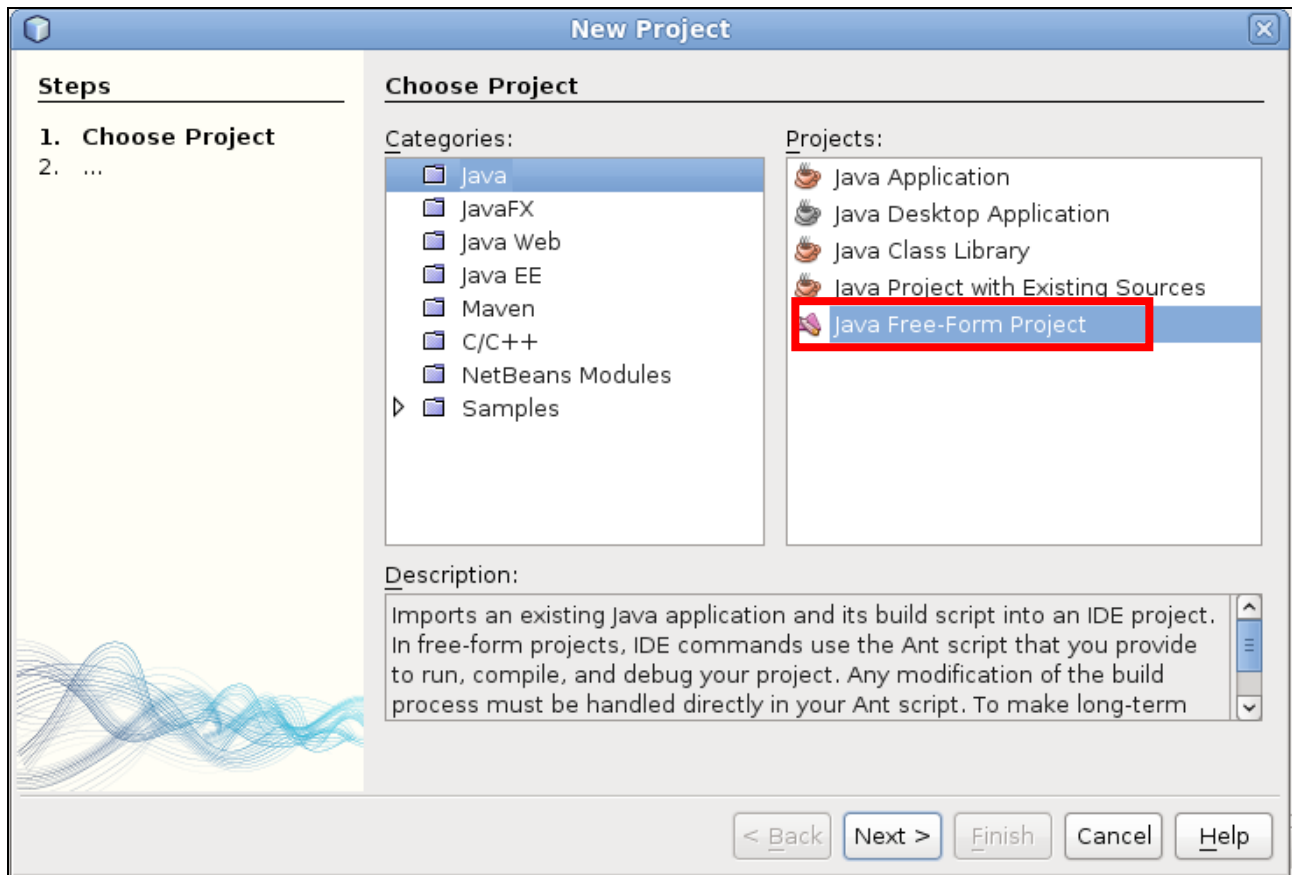 New Project
Steps
1. Choose Project
2. ...
Choose Project
Categories:
Java
JavaFX
Java Web
Java EE
Maven
C/C++
NetBeans Modules
Samples
Projects:
Java Application
Java Desktop Application
Java Class Library
Java Project with Existing Sources
Java Free-Form Project
Description:
Imports an existing Java application and its build script into an IDE project.
In free-form projects, IDE commands use the Ant script that you provide
to run, compile, and debug your project. Any modification of the build
process must be handled directly in your Ant script. To make long-term
< Back
Next >
Finish
Cancel
Help